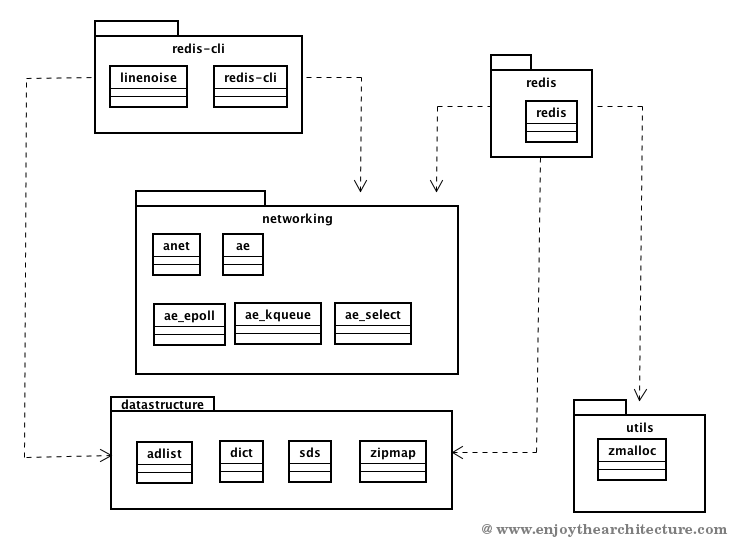 redis-cli
linenoise
redis-cli
redis
redis
networking
anet
ae
ae_epoll
ae_kqueue
ae_select
datastructure
adlist
dict
sds
zipmap
utils
zmalloc
@ www.enjoythearchitecture.com